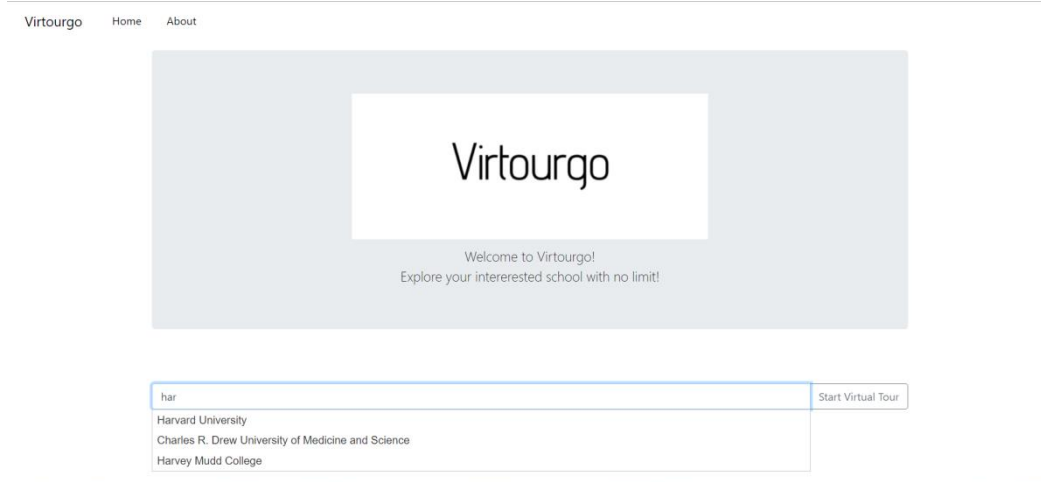 Virtourgo Home About
Virtourgo
Welcome to Virtourgo!
Explore your intererested school with no limit!
har Start Virtual Tour
Harvard University
Charles R. Drew University of Medicine and Science
Harvey Mudd College